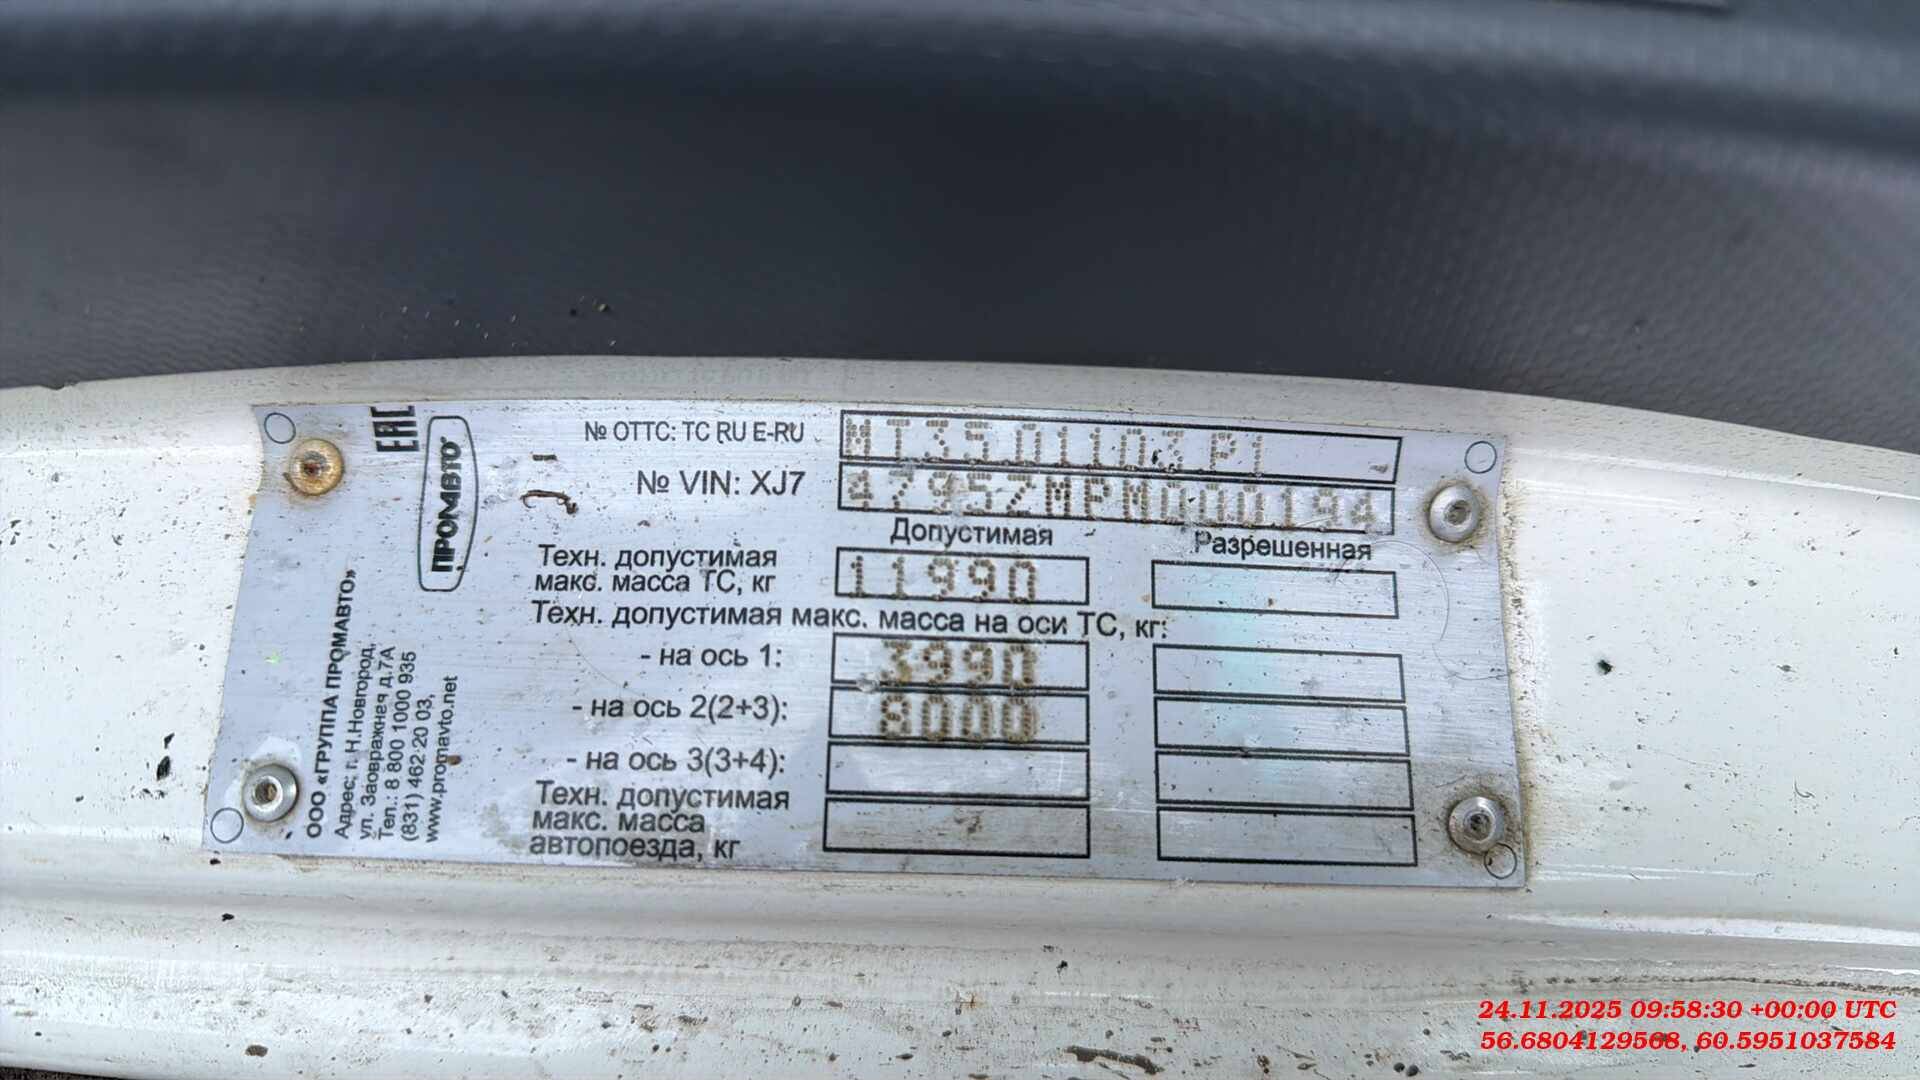 ЕАС
ПРОМАВТО
ООО «ГРУППА ПРОМАВТО»
Адрес: г. Н.Новгород,
ул. Заовражная д.7А
Тел.: 8 800 1000 935
(831) 462 20 03,
www.promavto.net
№ ОТТС: ТС RU E-RU МТ35.01103.Р1
№ VIN: XJ7 4795ZMPM000194
Допустимая Разрешенная
Техн. допустимая
макс. масса ТС, кг 11990
Техн. допустимая макс. масса на оси ТС, кг:
- на ось 1: 3990
- на ось 2(2+3): 8000
- на ось 3(3+4):
Техн. допустимая
макс. масса
автопоезда, кг
24.11.2025 09:58:30 +00:00 UTC
56.6804129568, 60.5951037584